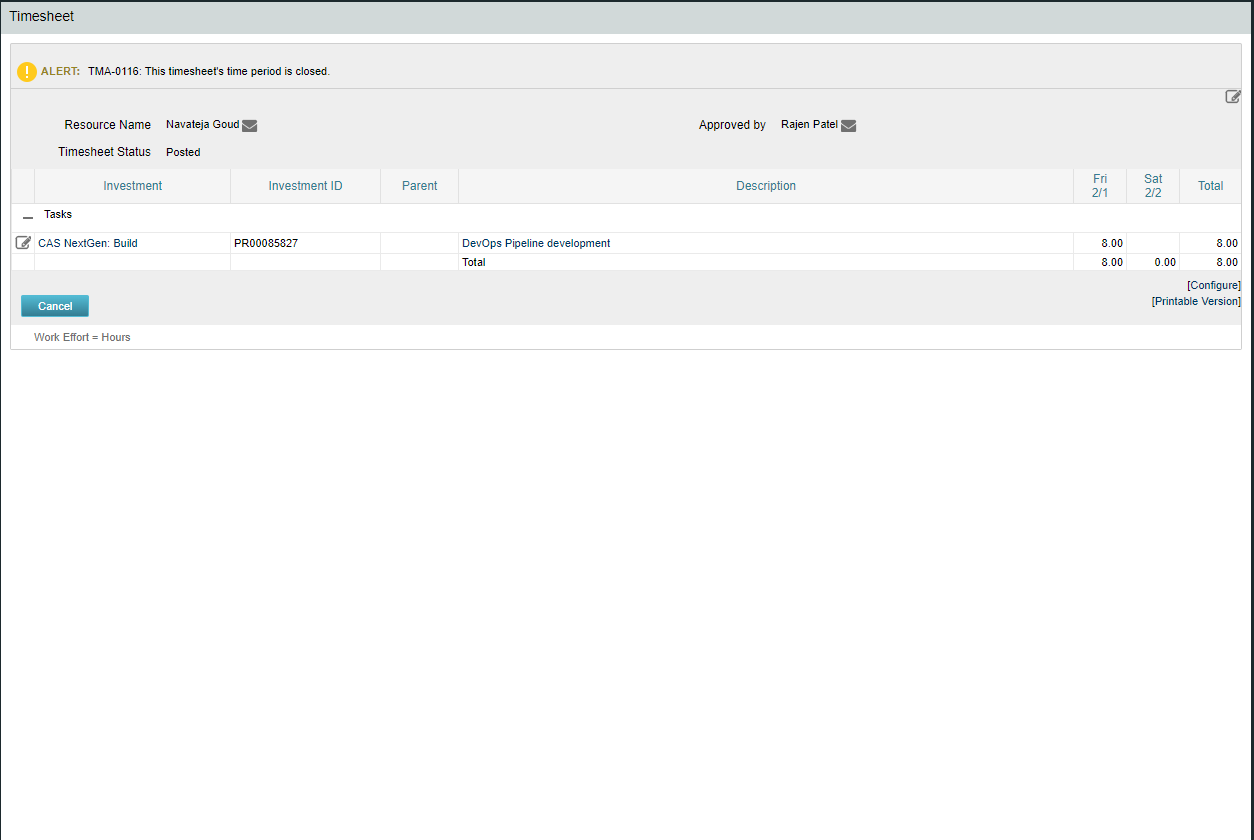 Timesheet
ALERT: TMA-0116: This timesheet's time period is closed.
Resource Name Navateja Goud Approved by Rajen Patel
Timesheet Status Posted
Investment Investment ID Parent Description Fri 2/1 Sat 2/2 Total
Tasks
CAS NextGen: Build PR00085827 DevOps Pipeline development 8.00 8.00
Total 8.00 0.00 8.00
[Configure]
Cancel [Printable Version]
Work Effort = Hours